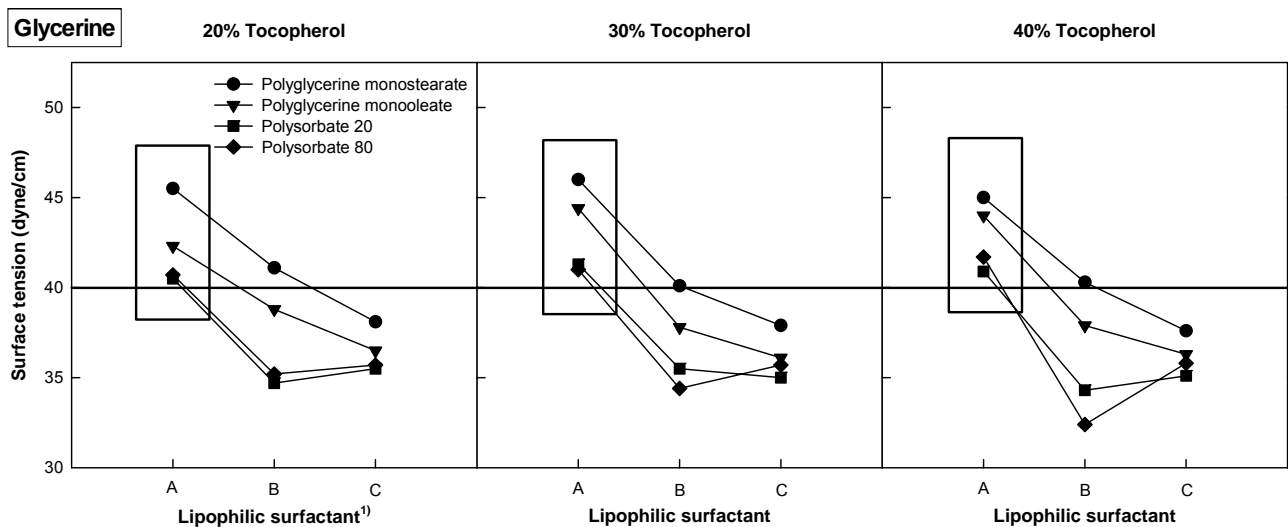 Glycerine
20% Tocopherol
30% Tocopherol
40% Tocopherol
Polyglycerine monostearate
Polyglycerine monooleate
Polysorbate 20
Polysorbate 80
Surface tension (dyne/cm)
50
45
40
35
30
A B C
A B C
A B C
Lipophilic surfactant¹⁾
Lipophilic surfactant
Lipophilic surfactant